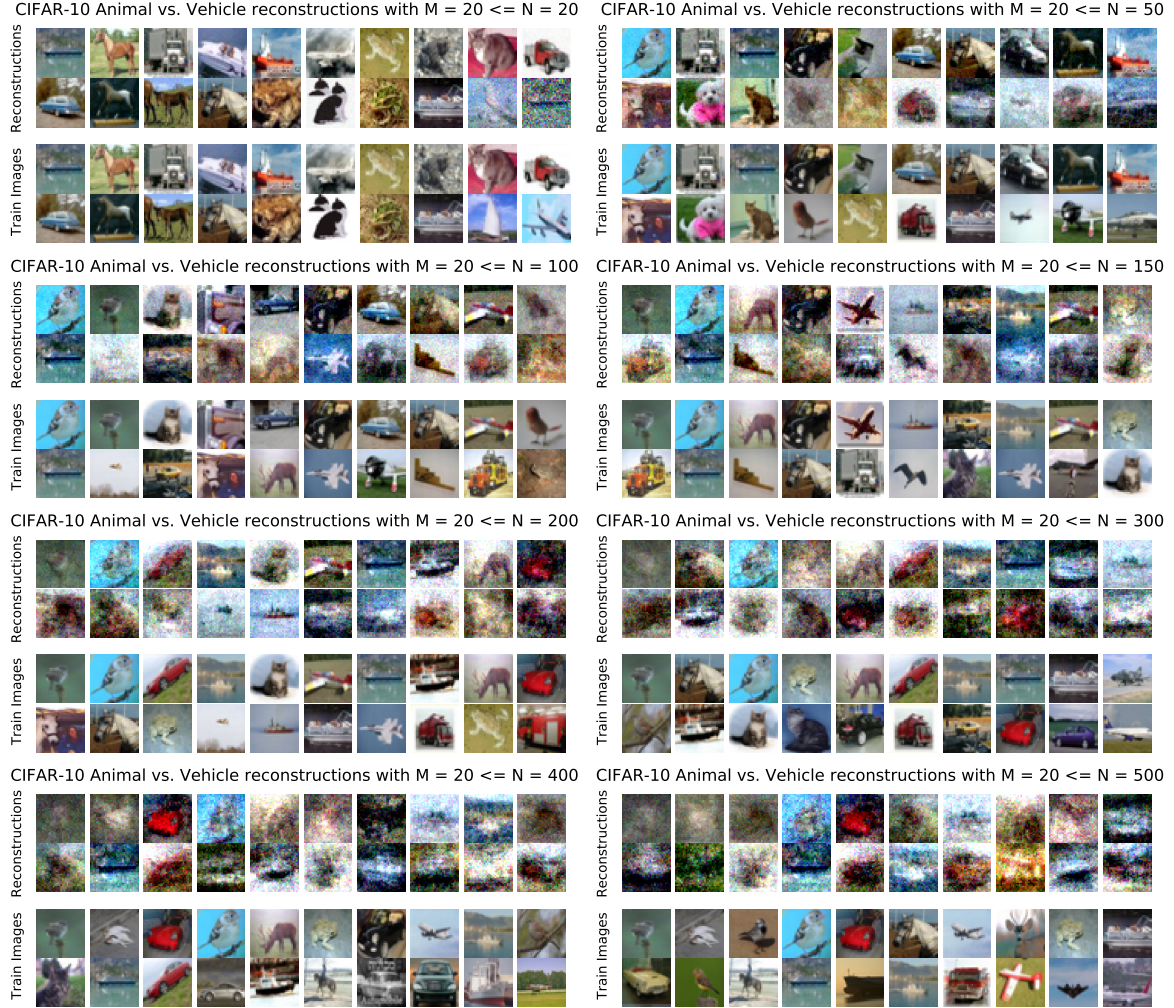 CIFAR-10 Animal vs. Vehicle reconstructions with M = 20 <= N = 20
Reconstructions
Train Images
CIFAR-10 Animal vs. Vehicle reconstructions with M = 20 <= N = 50
Reconstructions
Train Images
CIFAR-10 Animal vs. Vehicle reconstructions with M = 20 <= N = 100
Reconstructions
Train Images
CIFAR-10 Animal vs. Vehicle reconstructions with M = 20 <= N = 150
Reconstructions
Train Images
CIFAR-10 Animal vs. Vehicle reconstructions with M = 20 <= N = 200
Reconstructions
Train Images
CIFAR-10 Animal vs. Vehicle reconstructions with M = 20 <= N = 300
Reconstructions
Train Images
CIFAR-10 Animal vs. Vehicle reconstructions with M = 20 <= N = 400
Reconstructions
Train Images
CIFAR-10 Animal vs. Vehicle reconstructions with M = 20 <= N = 500
Reconstructions
Train Images